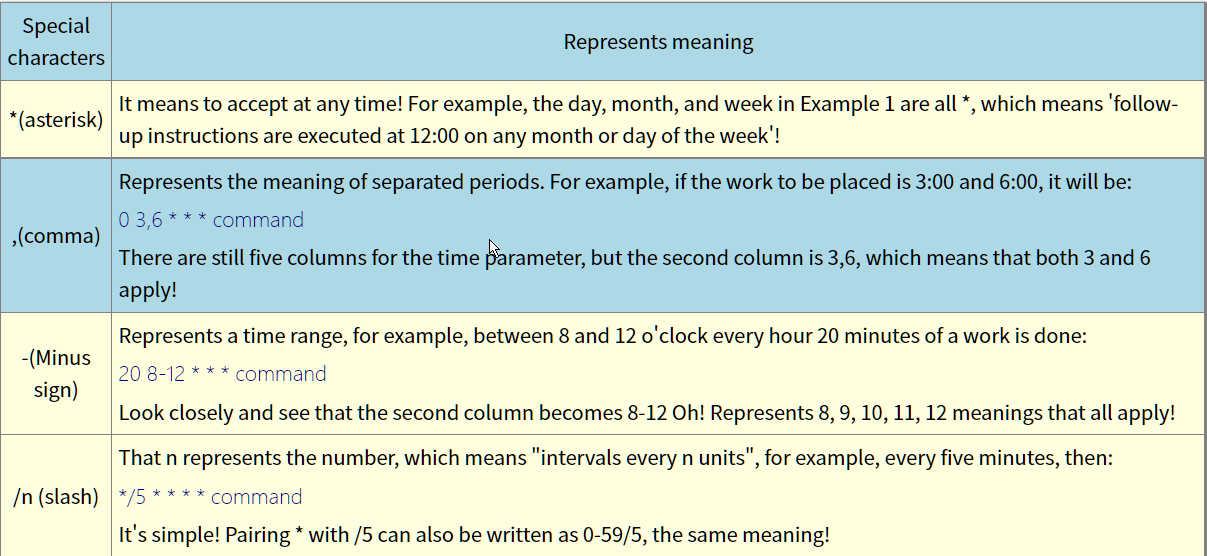 Special
characters
Represents meaning
*(asterisk)
It means to accept at any time! For example, the day, month, and week in Example 1 are all *, which means 'follow-
up instructions are executed at 12:00 on any month or day of the week'!
,(comma)
Represents the meaning of separated periods. For example, if the work to be placed is 3:00 and 6:00, it will be:
0 3,6 * * * command
There are still five columns for the time parameter, but the second column is 3,6, which means that both 3 and 6
apply!
-(Minus
sign)
Represents a time range, for example, between 8 and 12 o'clock every hour 20 minutes of a work is done:
20 8-12 * * * command
Look closely and see that the second column becomes 8-12 Oh! Represents 8, 9, 10, 11, 12 meanings that all apply!
/n (slash)
That n represents the number, which means "intervals every n units", for example, every five minutes, then:
*/5 * * * * command
It's simple! Pairing * with /5 can also be written as 0-59/5, the same meaning!